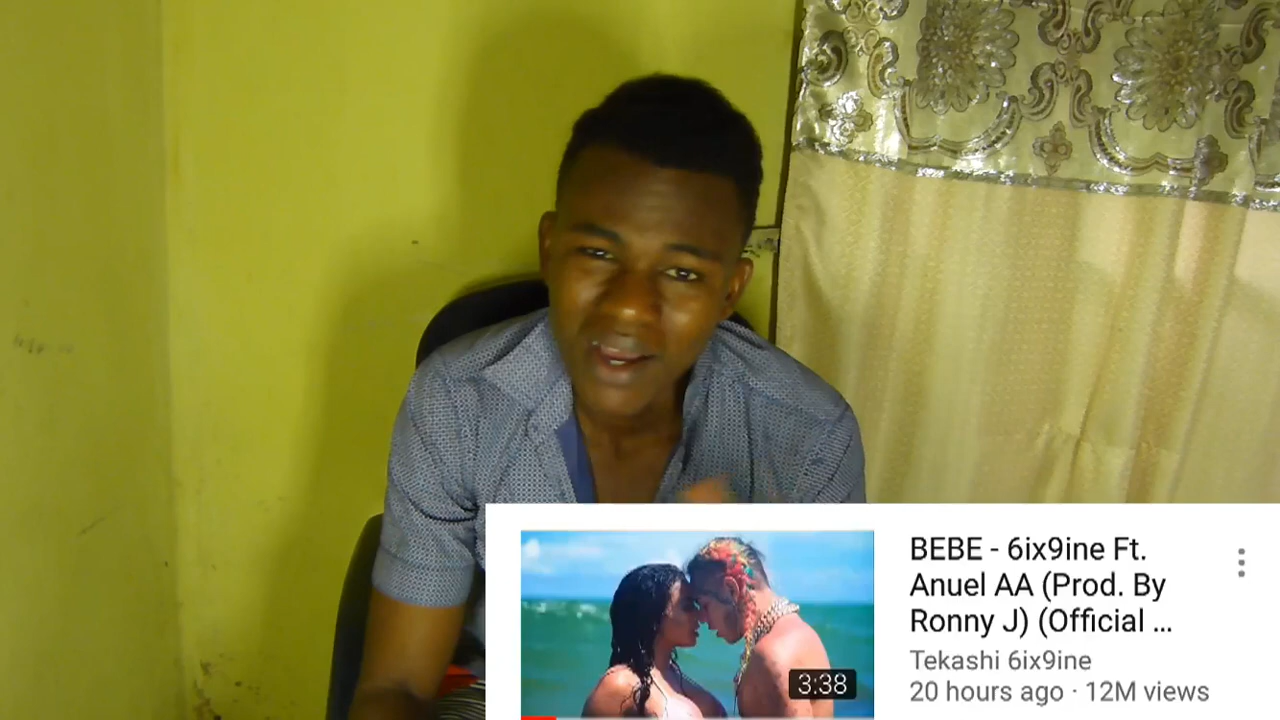 3:38
BEBE - 6ix9ine Ft.
Anuel AA (Prod. By
Ronny J) (Official ...
Tekashi 6ix9ine
20 hours ago · 12M views